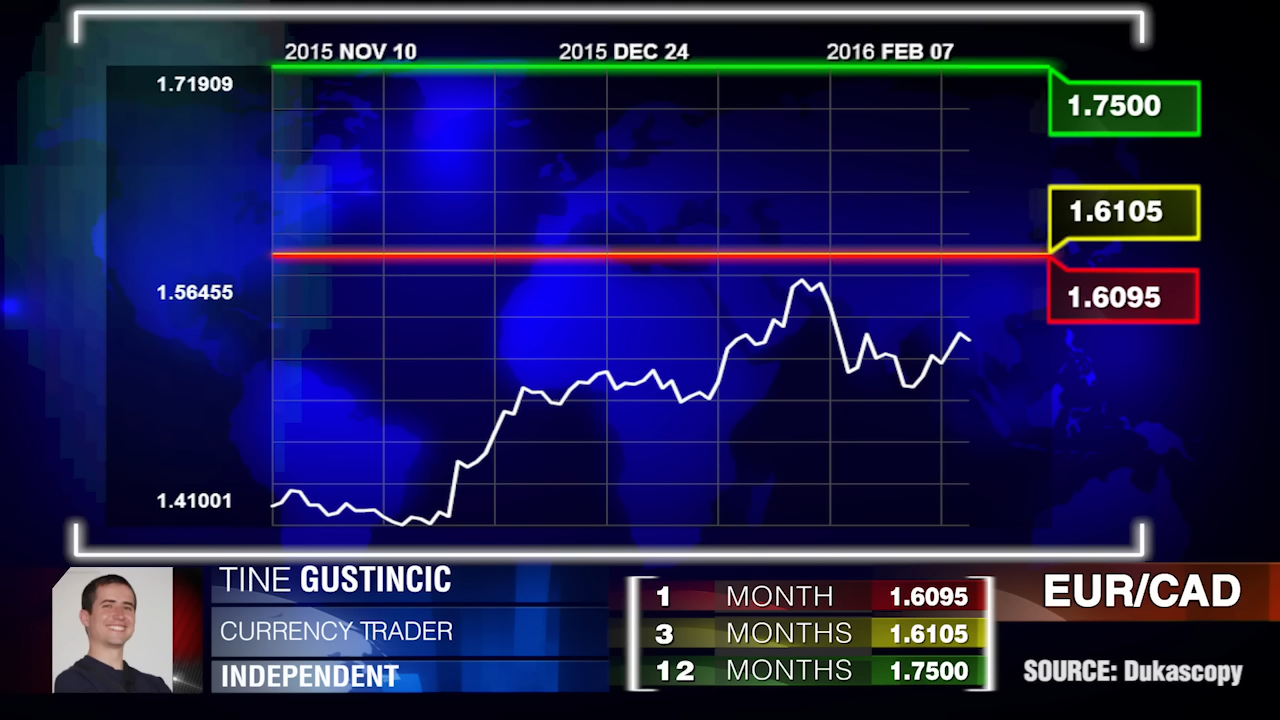 2015 NOV 10
2015 DEC 24
2016 FEB 07
1.71909
1.7500
1.6105
1.56455
1.6095
1.41001
TINE GUSTINCIC
CURRENCY TRADER
INDEPENDENT
1 MONTH 1.6095
3 MONTHS 1.6105
12 MONTHS 1.7500
EUR/CAD
SOURCE: Dukascopy